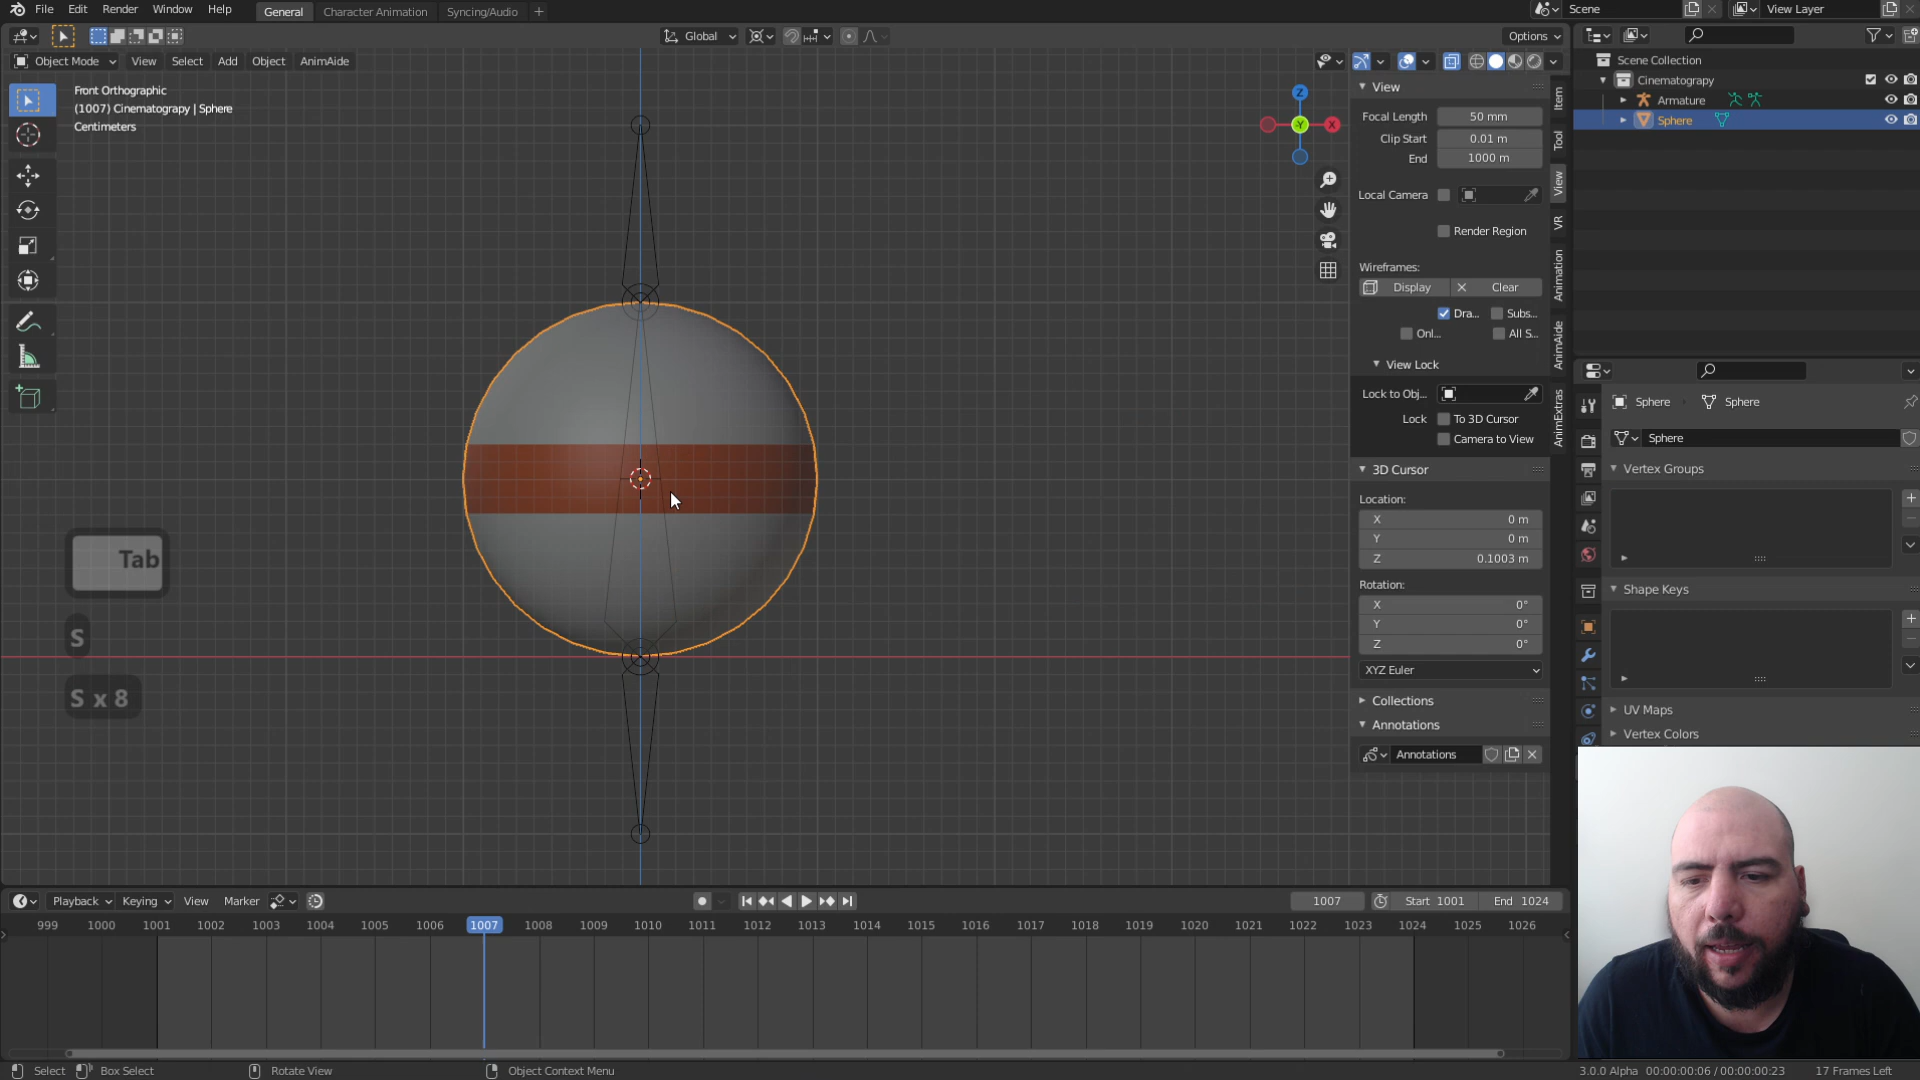 File Edit Render Window Help General Character Animation Syncing/Audio + Scene View Layer
Global Options
Object Mode View Select Add Object AnimAide
Front Orthographic
(1007) Cinematograpy | Sphere
Centimeters
Z
Y
X
View
Focal Length 50 mm
Clip Start 0.01 m
End 1000 m
Local Camera
Render Region
Wireframes:
Display Clear
Dra... Subs...
Onl... All S...
View Lock
Lock to Obj...
Lock To 3D Cursor
Camera to View
3D Cursor
Location:
X 0 m
Y 0 m
Z 0.1003 m
Rotation:
X 0°
Y 0°
Z 0°
XYZ Euler
Collections
Annotations
Annotations
Item
Tool
View
VR
Animation
AnimAide
AnimExtras
Scene Collection
Cinematograpy
Armature
Sphere
Sphere Sphere
Sphere
Vertex Groups
Shape Keys
UV Maps
Vertex Colors
Tab
S
S x 8
Playback Keying View Marker 1007 Start 1001 End 1024
999 1000 1001 1002 1003 1004 1005 1006 1007 1008 1009 1010 1011 1012 1013 1014 1015 1016 1017 1018 1019 1020 1021 1022 1023 1024 1025 1026
Select Box Select Rotate View Object Context Menu 3.0.0 Alpha 00:00:00:06 / 00:00:00:23 17 Frames Left